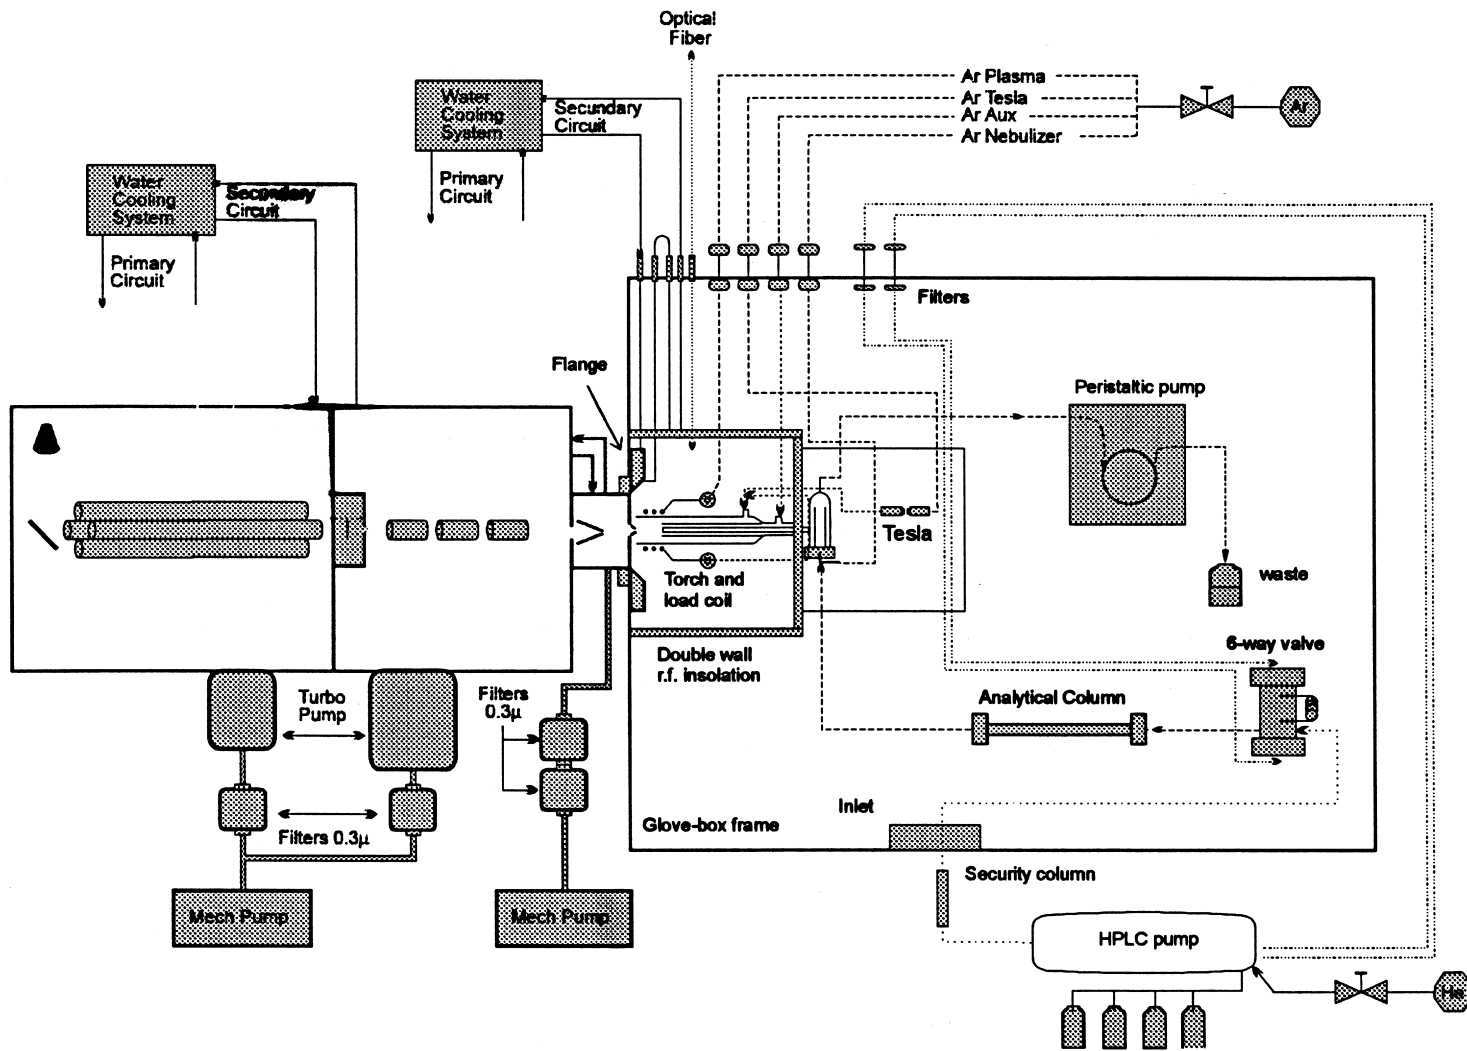 Optical
Fiber
Ar Plasma
Ar Tesla
Ar Aux
Ar Nebulizer
Ar
Water
Cooling
System
Secundary
Circuit
Primary
Circuit
Water
Cooling
System
Secundary
Circuit
Primary
Circuit
Filters
Flange
Peristaltic pump
Tesla
waste
Torch and
load coil
Double wall
r.f. insolation
6-way valve
Analytical Column
Turbo
Pump
Filters
0.3μ
Inlet
Glove-box frame
Filters 0.3μ
Security column
Mech Pump
Mech Pump
HPLC pump
He